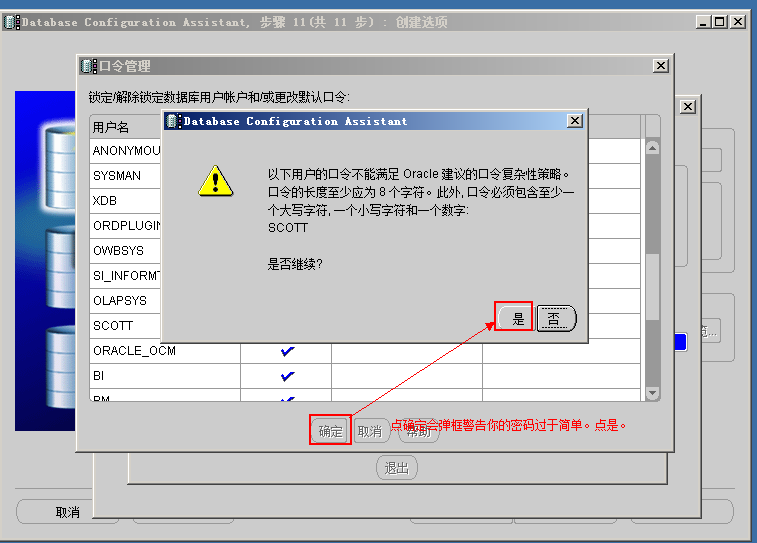 Database Configuration Assistant, 步骤 11(共 11 步) : 创建选项
口令管理
锁定/解除锁定数据库用户帐户和/或更改默认口令:
用户名
ANONYMOU
SYSMAN
XDB
ORDPLUGIN
OWBSYS
SI_INFORMT
OLAPSYS
SCOTT
ORACLE_OCM
BI
PM
Database Configuration Assistant
以下用户的口令不能满足 Oracle 建议的口令复杂性策略。
口令的长度至少应为 8 个字符。此外, 口令必须包含至少一
个大写字符, 一个小写字符和一个数字:
SCOTT
是否继续?
是 否
确定 取消 帮助
点确定会弹框警告你的密码过于简单。点是。
览...
退出
取消